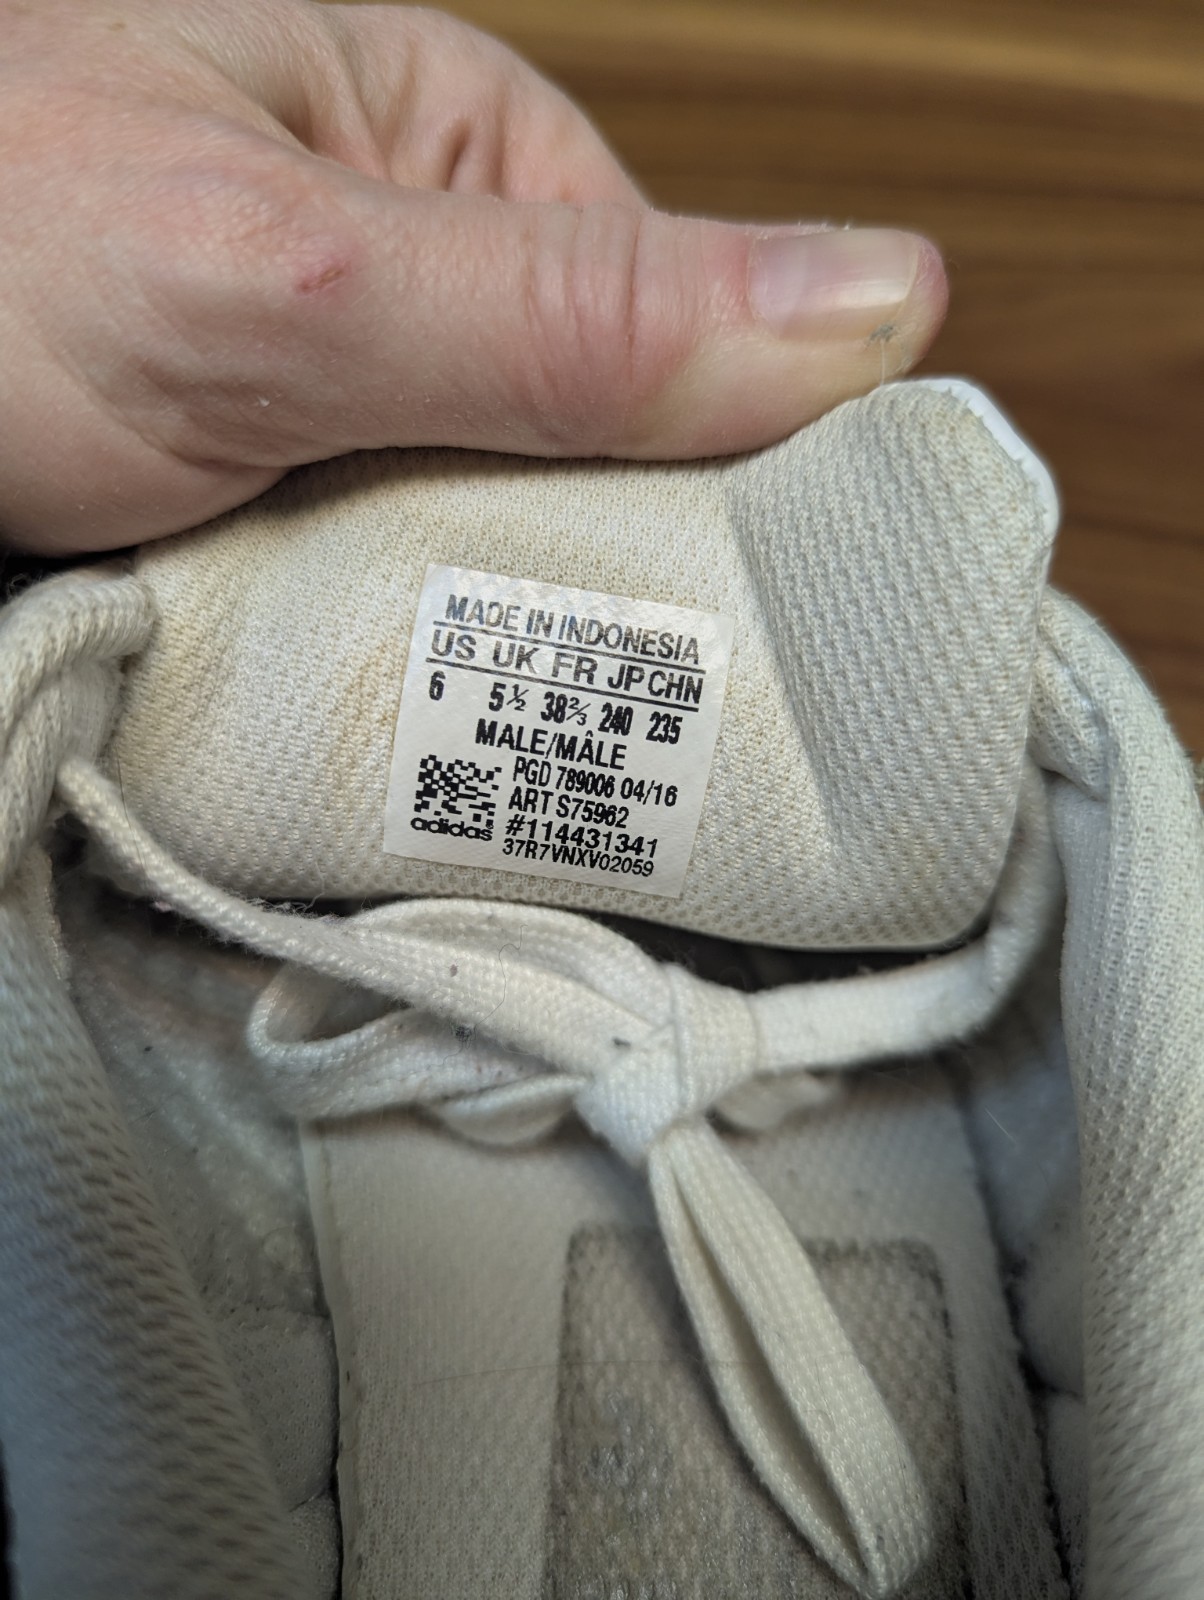 MADE IN INDONESIA
US UK FR JP CHN
6 5½ 38⅔ 240 235
MALE/MÂLE
PGD 789006 04/16
ART S75962
#114431341
adidas
37R7VNXV02059